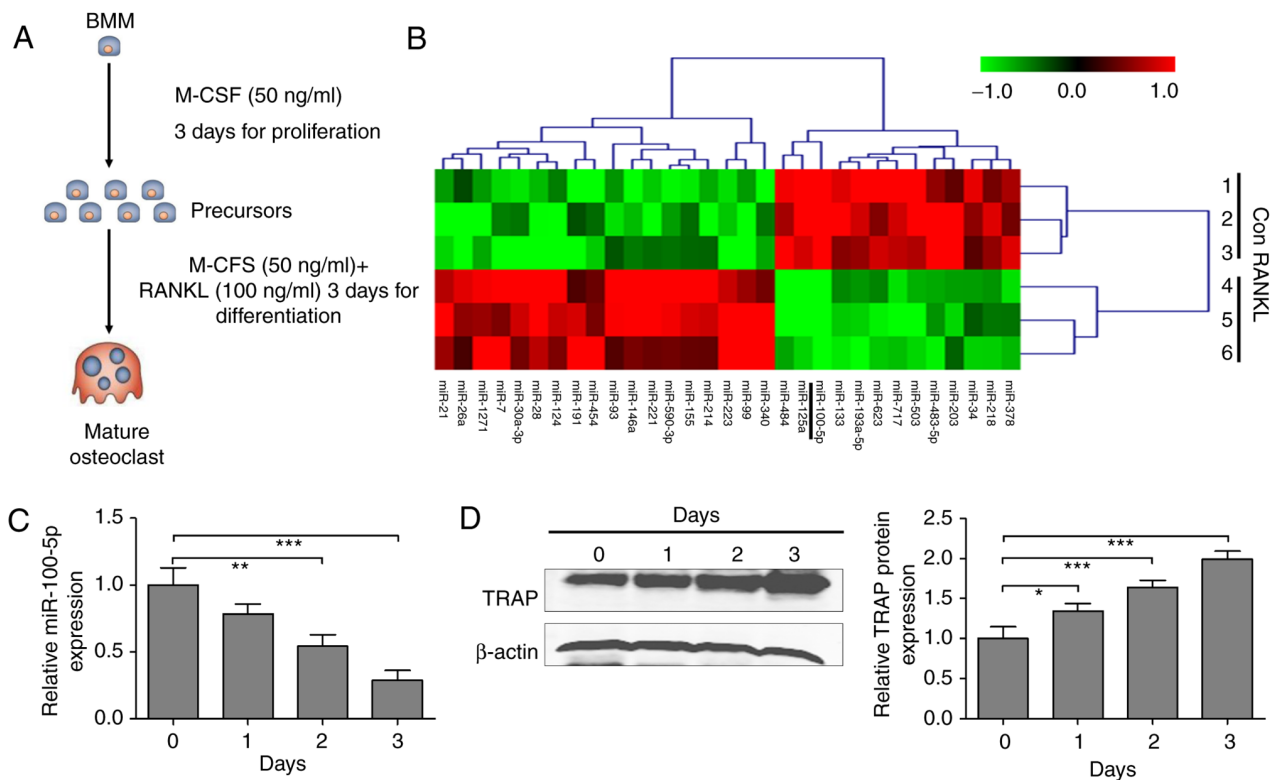 A
BMM
M-CSF (50 ng/ml)
3 days for proliferation
Precursors
M-CFS (50 ng/ml)+
RANKL (100 ng/ml) 3 days for
differentiation
Mature
osteoclast
B
−1.0 0.0 1.0
1
2
3
4
5
6
Con RANKL
miR-21
miR-26a
miR-1271
miR-7
miR-30a-3p
miR-28
miR-124
miR-191
miR-454
miR-93
miR-146a
miR-221
miR-590-3p
miR-155
miR-214
miR-223
miR-99
miR-340
miR-484
miR-125a
miR-100-5p
miR-133
miR-193a-5p
miR-623
miR-717
miR-503
miR-483-5p
miR-203
miR-34
miR-218
miR-378
C
Relative miR-100-5p
expression
1.5
1.0
0.5
0.0
***
**
0 1 2 3
Days
D
Days
0 1 2 3
TRAP
β-actin
Relative TRAP protein
expression
2.5
2.0
1.5
1.0
0.5
0.0
***
***
*
0 1 2 3
Days